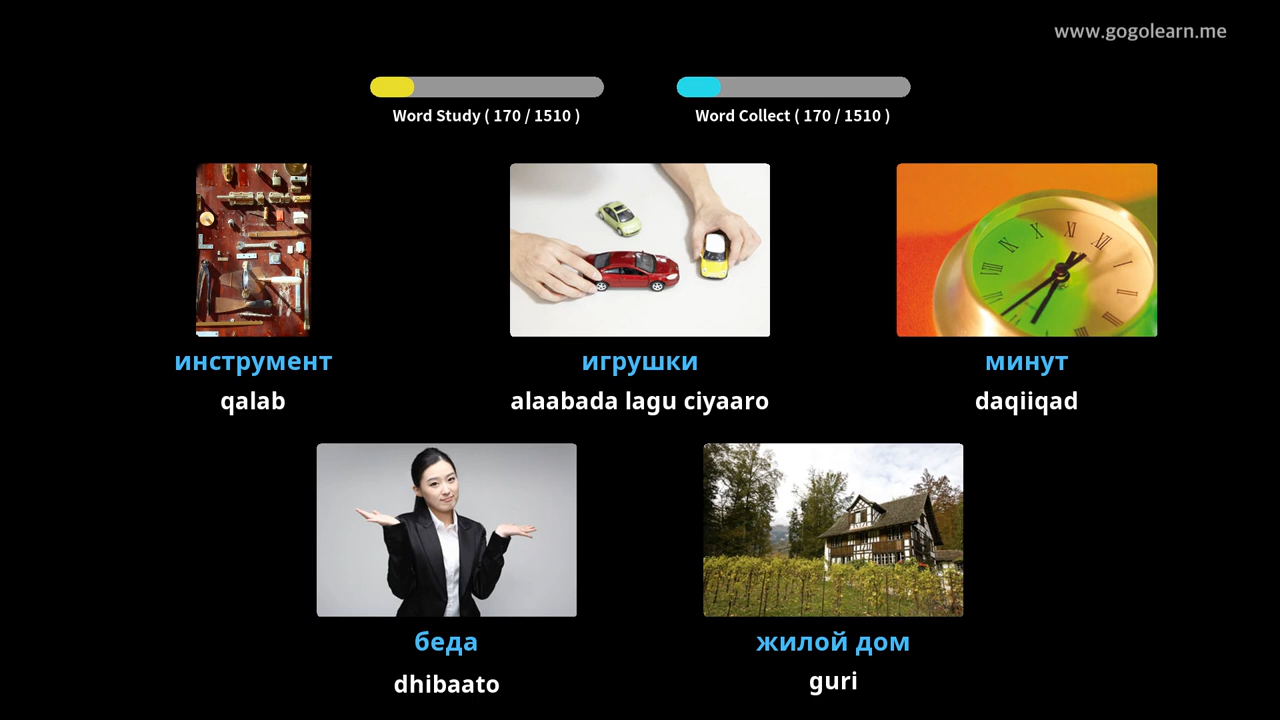 www.gogolearn.me
Word Study ( 170 / 1510 )
Word Collect ( 170 / 1510 )
инструмент
qalab
игрушки
alaabada lagu ciyaaro
минут
daqiiqad
беда
dhibaato
жилой дом
guri